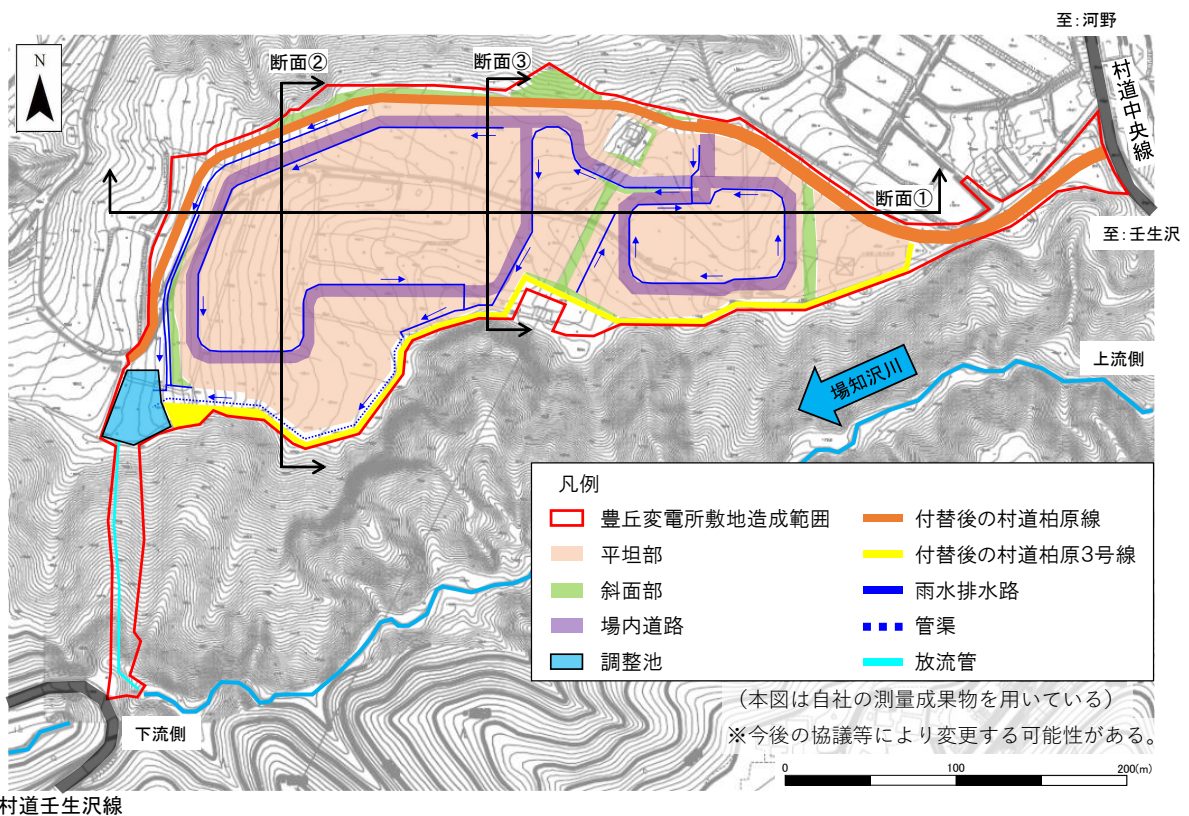 至：河野
N
断面②
断面③
村道中央線
断面①
至：壬生沢
上流側
場知沢川
凡例
豊丘変電所敷地造成範囲
付替後の村道柏原線
平坦部
付替後の村道柏原3号線
斜面部
雨水排水路
場内道路
管渠
調整池
放流管
（本図は自社の測量成果物を用いている）
下流側
※今後の協議等により変更する可能性がある。
0 100 200(m)
村道壬生沢線